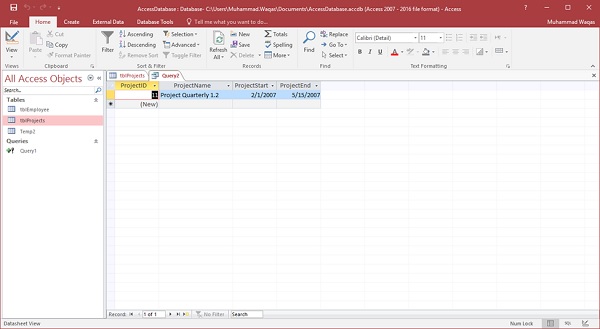 AccessDatabase : Database- C:\Users\Muhammad.Waqas\Documents\AccessDatabase.accdb (Access 2007 - 2016 file format) - Access
Muhammad Waqas
File Home Create External Data Database Tools Tell me what you want to do...
View Paste Cut Copy Format Painter Filter Ascending Descending Remove Sort Selection Advanced Toggle Filter Refresh All New Save Delete Totals Spelling More Find Replace Go To Select Calibri (Detail) 11
B I U A
Views Clipboard Sort & Filter Records Find Text Formatting
All Access Objects
Search...
Tables
tblEmployee
tblProjects
Temp2
Queries
Query1
tblProjects Query2
ProjectID ProjectName ProjectStart ProjectEnd
11 Project Quarterly 1.2 2/1/2007 5/15/2007
(New)
Record: 1 of 1 No Filter Search
Datasheet View Num Lock